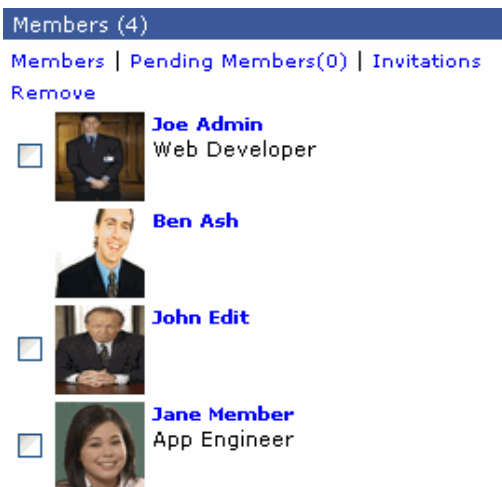 Members (4)
Members | Pending Members(0) | Invitations
Remove
Joe Admin
Web Developer
Ben Ash
John Edit
Jane Member
App Engineer